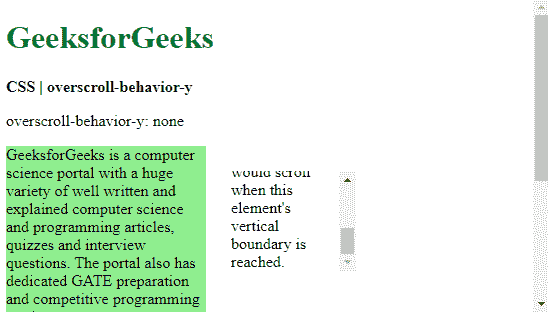 GeeksforGeeks
CSS | overscroll-behavior-y
overscroll-behavior-y: none
GeeksforGeeks is a computer
science portal with a huge
variety of well written and
explained computer science
and programming articles,
quizzes and interview
questions. The portal also has
dedicated GATE preparation
and competitive programming
would scroll
when this
element's
vertical
boundary is
reached.